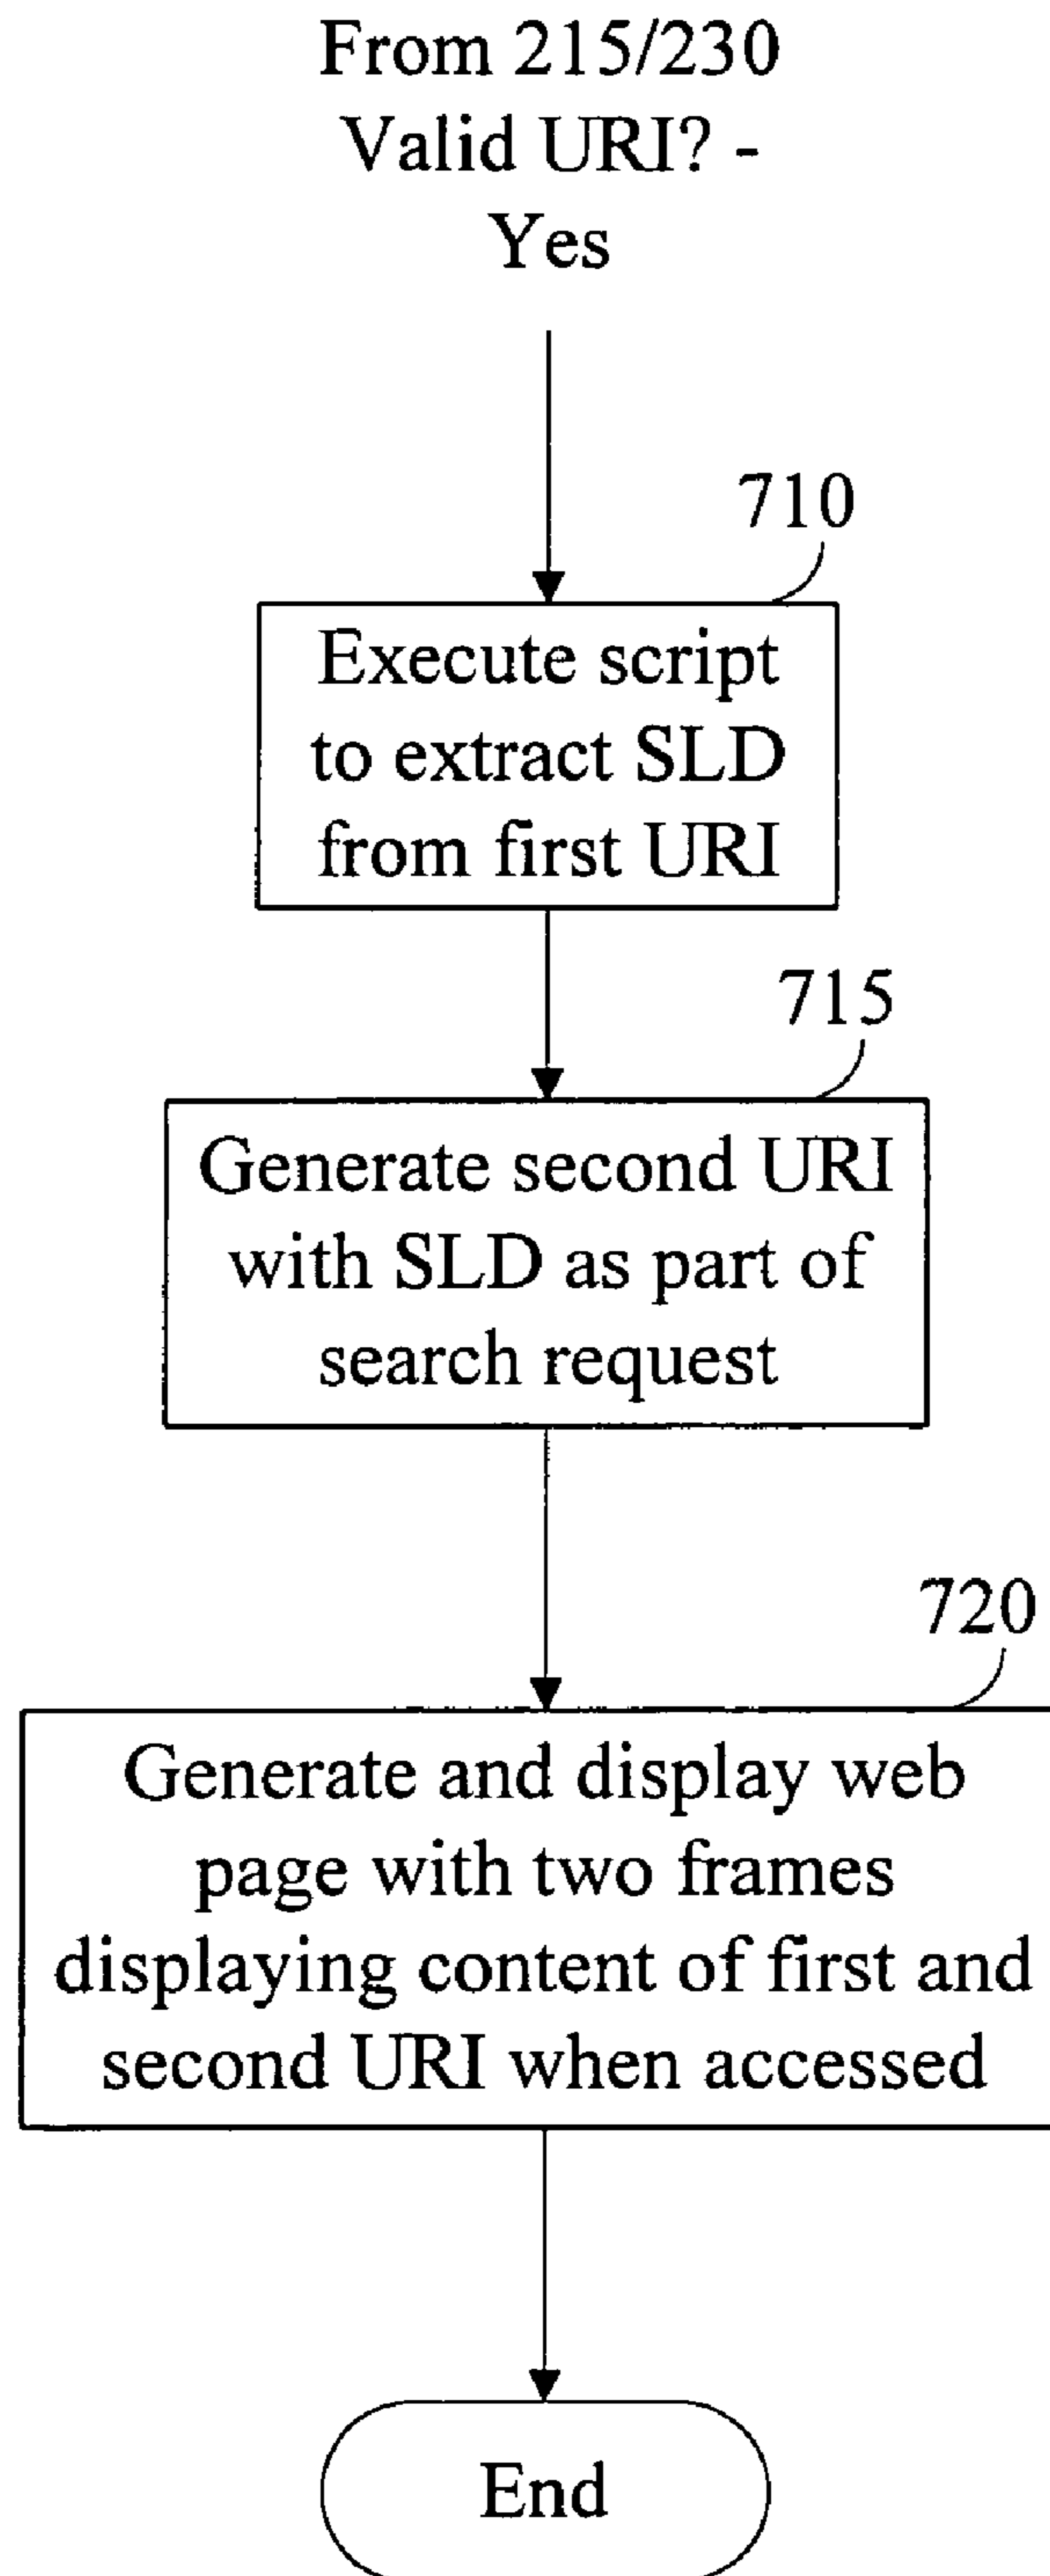 From 215/230
Valid URI? -
Yes
710
Execute script
to extract SLD
from first URI
715
Generate second URI
with SLD as part of
search request
720
Generate and display web
page with two frames
displaying content of first and
second URI when accessed
End